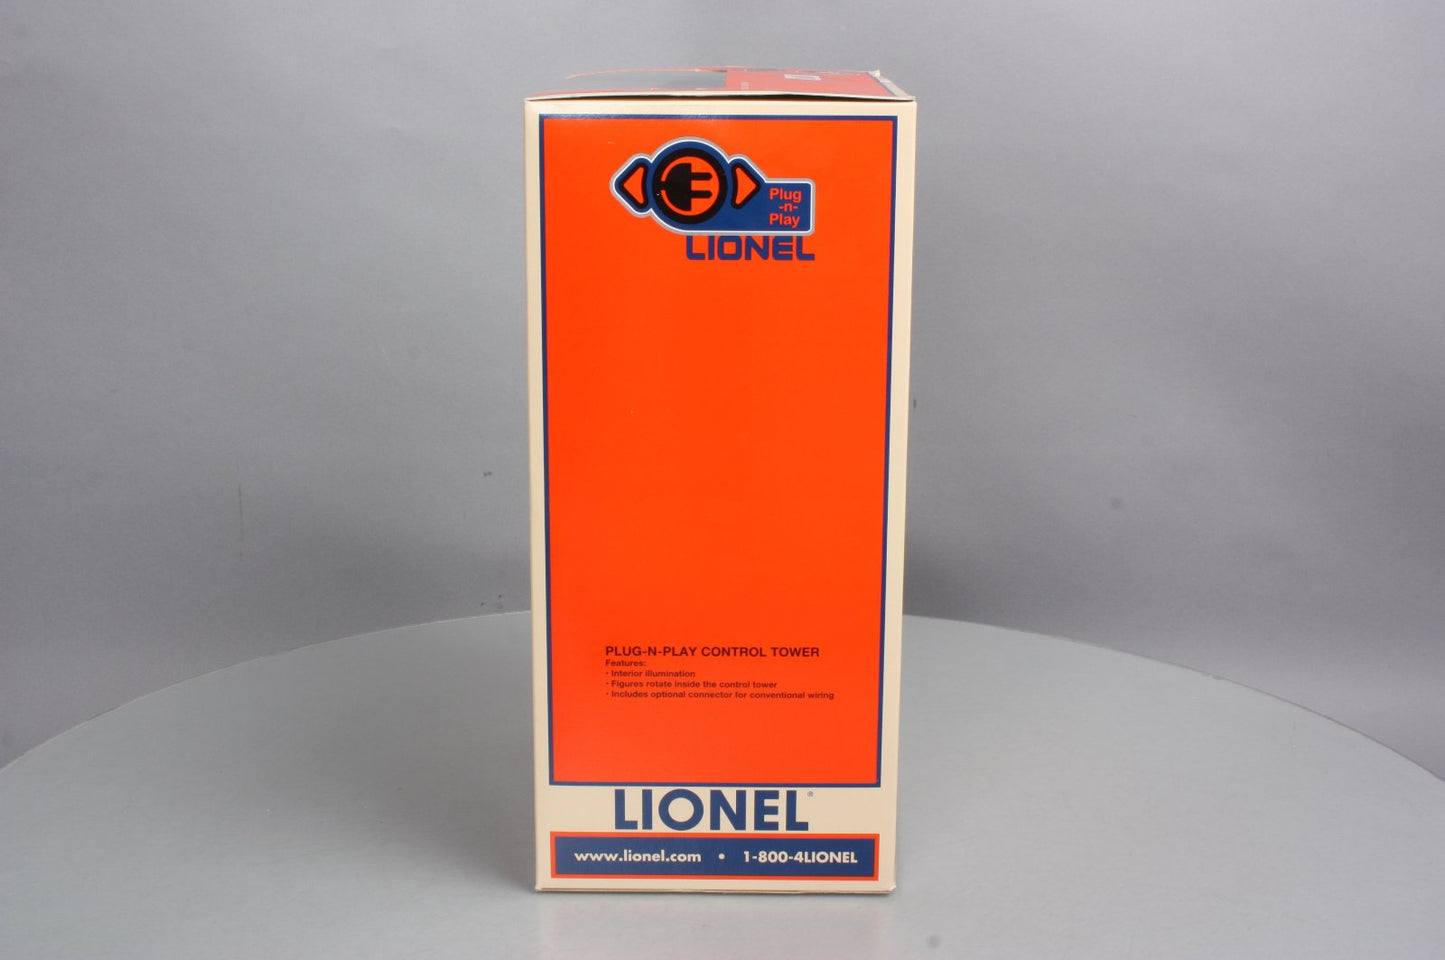 Plug
-n-
Play
LIONEL
PLUG-N-PLAY CONTROL TOWER
Features:
· Interior illumination
· Figures rotate inside the control tower
· Includes optional connector for conventional wiring
LIONEL®
www.lionel.com • 1-800-4LIONEL